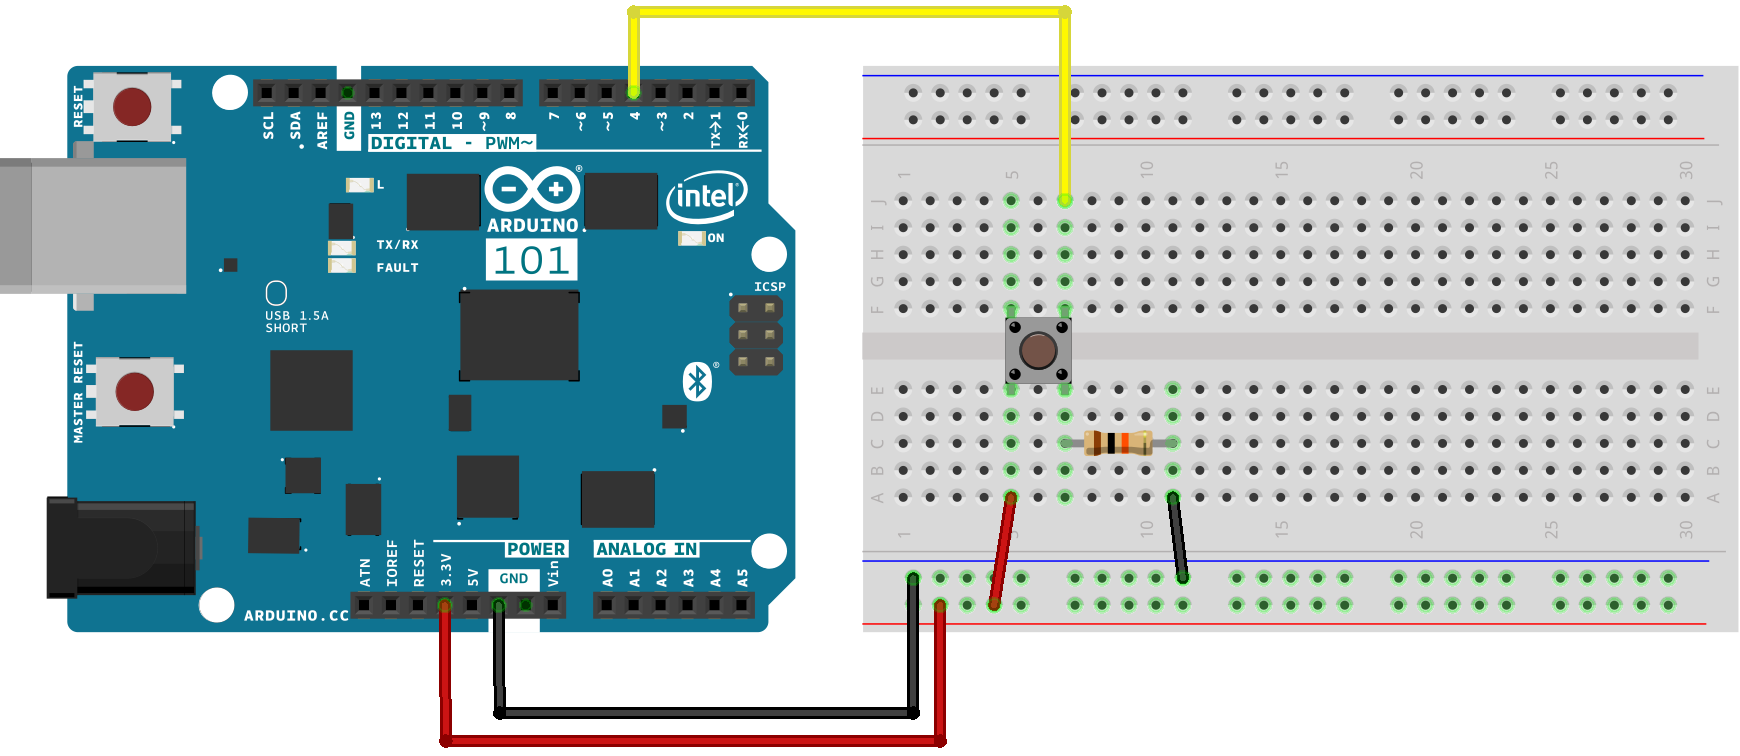 RESET
SCL
SDA
AREF
GND
13
12
11
10
~9
8
7
~6
~5
4
~3
2
TX→1
RX←0
DIGITAL - PWM~
L
TX/RX
FAULT
ARDUINO
®
101
intel
ON
ICSP
USB 1.5A
SHORT
®
MASTER RESET
ARDUINO.CC
ATN
IOREF
RESET
3.3V
5V
GND
Vin
POWER
ANALOG IN
A0
A1
A2
A3
A4
A5
1 5 10 15 20 25 30
J J
I I
H H
G G
F F
E E
D D
C C
B B
A A
1 5 10 15 20 25 30